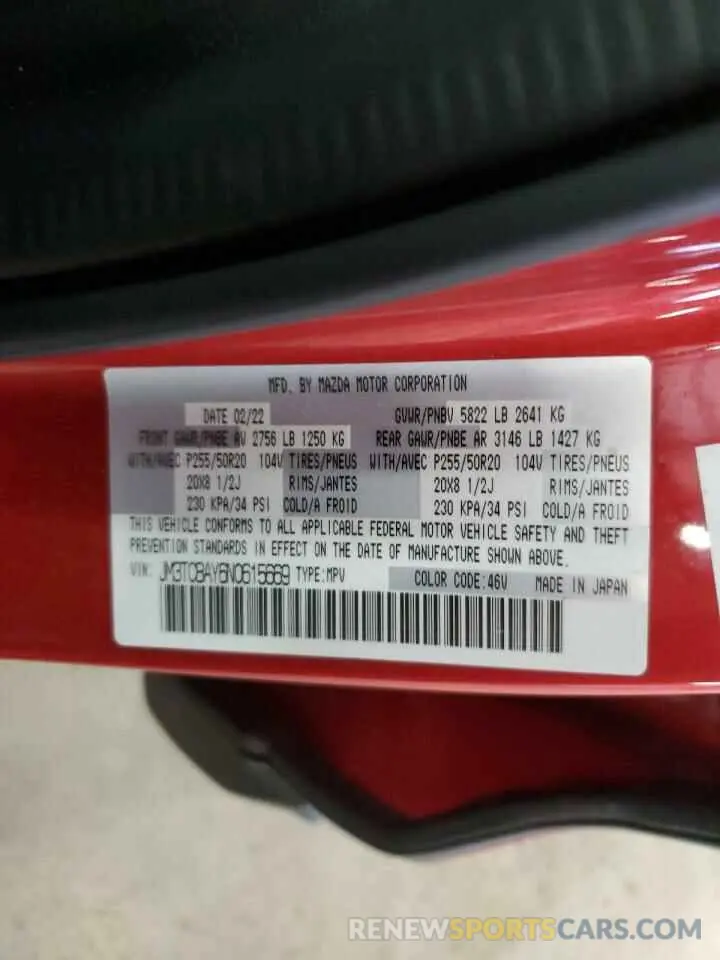 MFD. BY MAZDA MOTOR CORPORATION
DATE 02/22 GVWR/PNBV 5822 LB 2641 KG
FRONT GAWR/PNBE AV 2756 LB 1250 KG REAR GAWR/PNBE AR 3146 LB 1427 KG
WITH/AVEC P255/50R20 104V TIRES/PNEUS WITH/AVEC P255/50R20 104V TIRES/PNEUS
20X8 1/2J RIMS/JANTES 20X8 1/2J RIMS/JANTES
230 KPA/34 PSI COLD/A FROID 230 KPA/34 PSI COLD/A FROID
THIS VEHICLE CONFORMS TO ALL APPLICABLE FEDERAL MOTOR VEHICLE SAFETY AND THEFT
PREVENTION STANDARDS IN EFFECT ON THE DATE OF MANUFACTURE SHOWN ABOVE.
VIN: JM3TCBAY6N0615669 TYPE:MPV COLOR CODE:46V MADE IN JAPAN
RENEWSPORTSCARS.COM